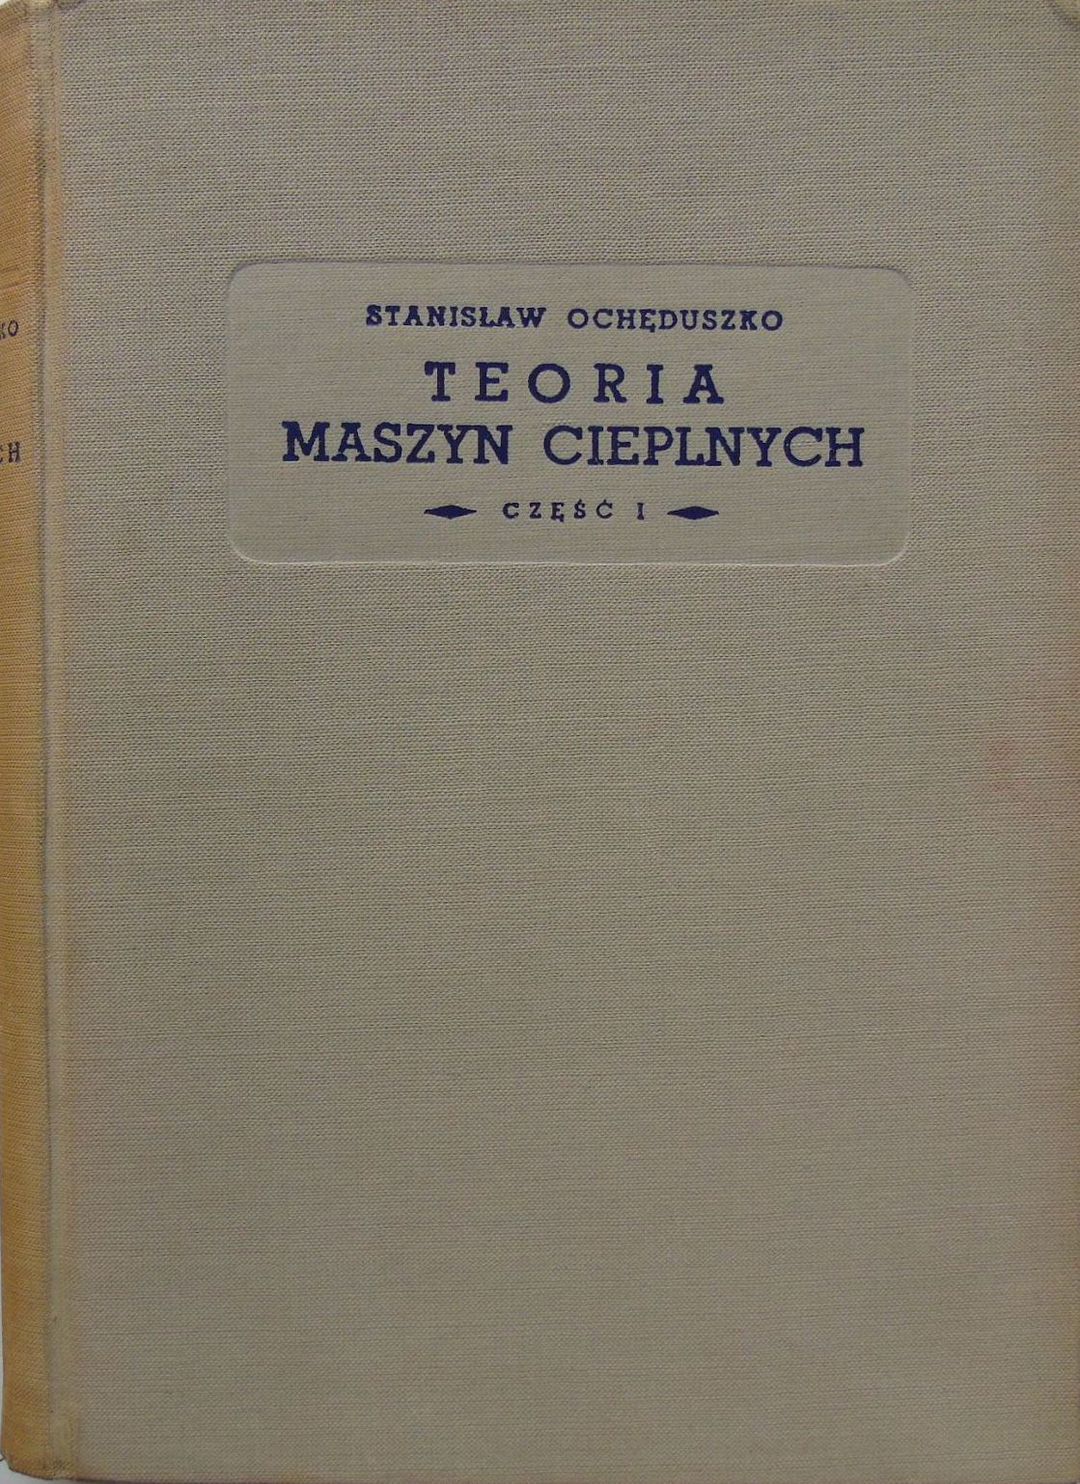 STANISŁAW OCHĘDUSZKO
TEORIA
MASZYN CIEPLNYCH
CZĘŚĆ I